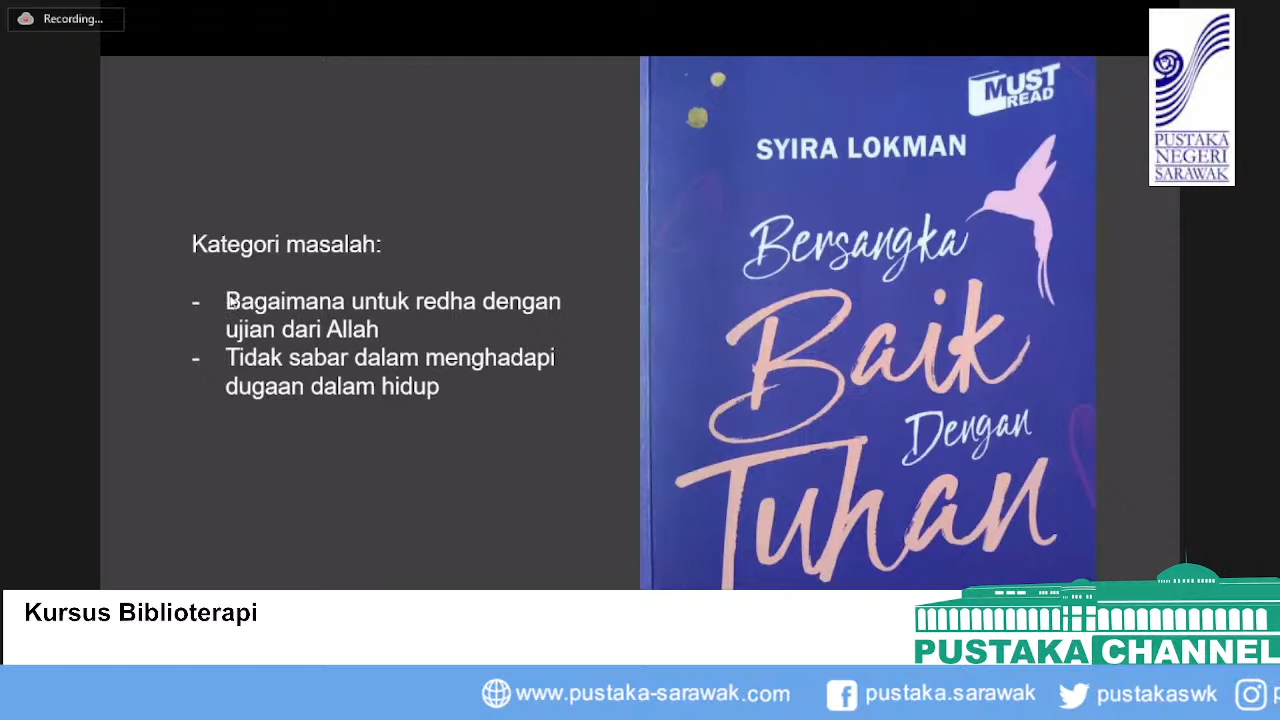 Recording...
PUSTAKA
NEGERI
SARAWAK
Kategori masalah:
- Bagaimana untuk redha dengan
ujian dari Allah
- Tidak sabar dalam menghadapi
dugaan dalam hidup
MUST
READ
SYIRA LOKMAN
Bersangka
Baik
Dengan
Tuhan
Kursus Biblioterapi
PUSTAKA CHANNEL
www.pustaka-sarawak.com
pustaka.sarawak
pustakaswk